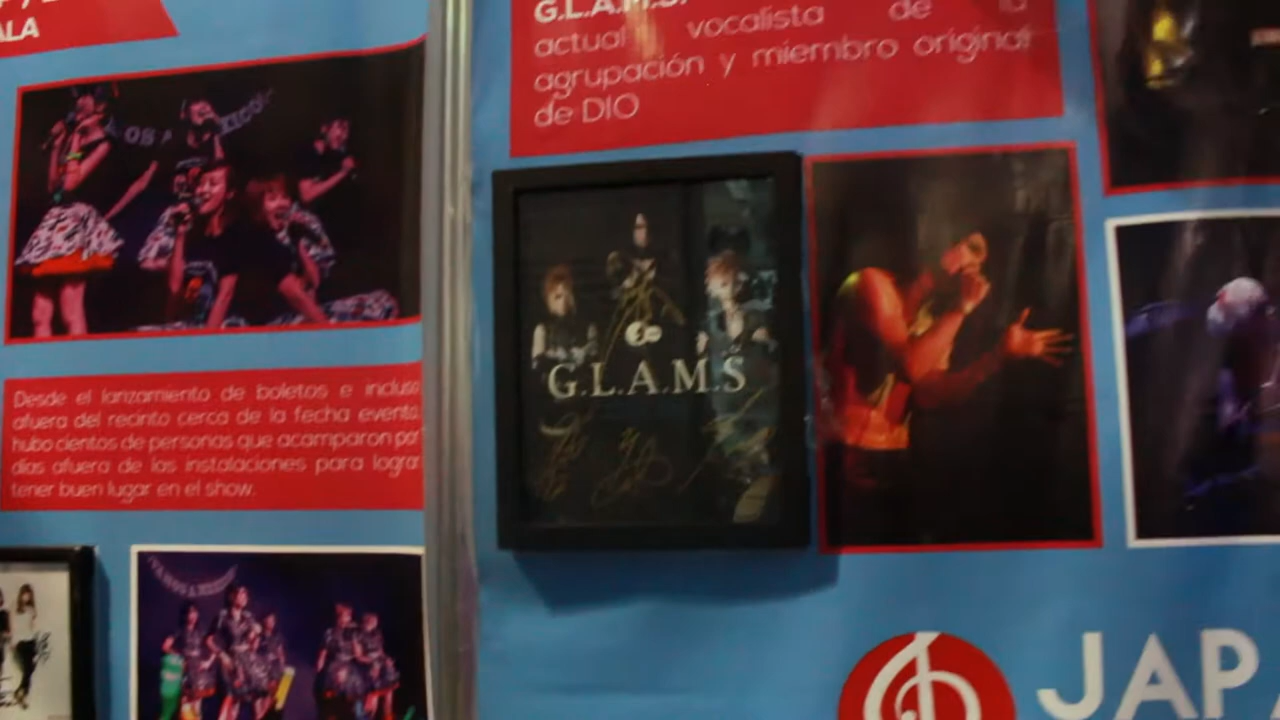 ALA
Desde el lanzamiento de boletos e incluso
afuera del recinto cerca de la fecha evento,
hubo cientos de personas que acamparon por
días afuera de las instalaciones para lograr
tener buen lugar en el show.
G.L.A.M.S.
actual vocalista de la
agrupación y miembro original
de DIO
G.L.A.M.S
JAPA